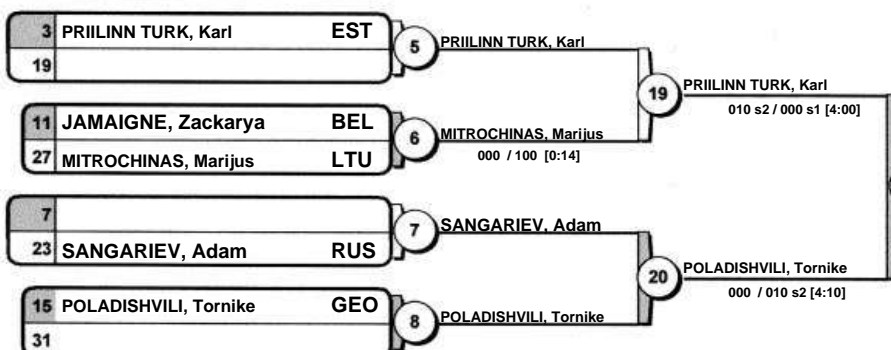 3 PRIILINN TURK, Karl EST
19
5
PRIILINN TURK, Karl
11 JAMAIGNE, Zackarya BEL
27 MITROCHINAS, Marijus LTU
6
MITROCHINAS, Marijus
000 / 100 [0:14]
19
PRIILINN TURK, Karl
010 s2 / 000 s1 [4:00]
7
23 SANGARIEV, Adam RUS
7
SANGARIEV, Adam
15 POLADISHVILI, Tornike GEO
31
8
POLADISHVILI, Tornike
20
POLADISHVILI, Tornike
000 / 010 s2 [4:10]